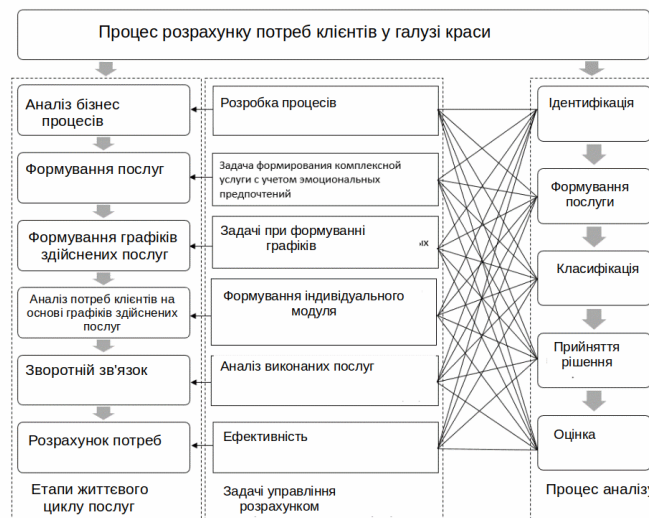 Процес розрахунку потреб клієнтів у галузі краси
Аналіз бізнес
процесів
Формування послуг
Формування графіків
здійснених послуг
Аналіз потреб клієнтів на
основі графіків здійснених
послуг
Зворотній зв'язок
Розрахунок потреб
Етапи життєвого
циклу послуг
Розробка процесів
Задача формирования комплексной
услуги с учетом эмоциональных
предпочтений
Задачі при формуванні
графіків
ых
Формування індивідуального
модуля
Аналіз виконаних послуг
Ефективність
Задачі управління
розрахунком
Ідентифікація
Формування
послуги
Класифікація
Прийняття
рішення
Оцінка
Процес аналізу